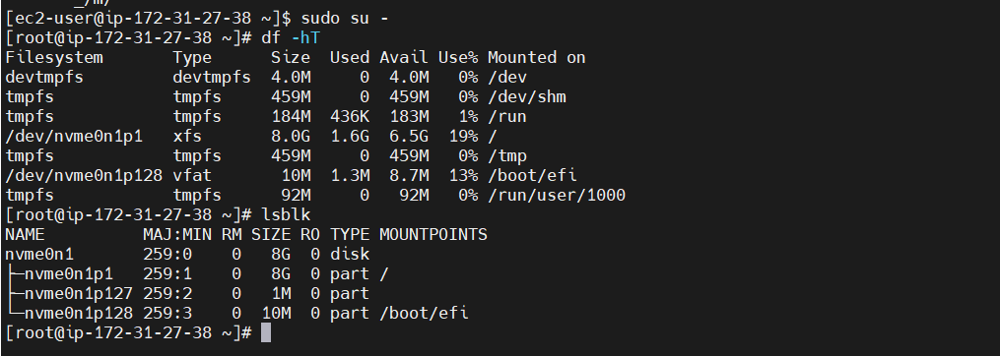 _/m/
[ec2-user@ip-172-31-27-38 ~]$ sudo su -
[root@ip-172-31-27-38 ~]# df -hT
Filesystem       Type      Size  Used Avail Use% Mounted on
devtmpfs         devtmpfs  4.0M     0  4.0M   0% /dev
tmpfs            tmpfs     459M     0  459M   0% /dev/shm
tmpfs            tmpfs     184M  436K  183M   1% /run
/dev/nvme0n1p1   xfs       8.0G  1.6G  6.5G  19% /
tmpfs            tmpfs     459M     0  459M   0% /tmp
/dev/nvme0n1p128 vfat       10M  1.3M  8.7M  13% /boot/efi
tmpfs            tmpfs      92M     0   92M   0% /run/user/1000
[root@ip-172-31-27-38 ~]# lsblk
NAME          MAJ:MIN RM SIZE RO TYPE MOUNTPOINTS
nvme0n1       259:0    0   8G  0 disk
├─nvme0n1p1   259:1    0   8G  0 part /
├─nvme0n1p127 259:2    0   1M  0 part
└─nvme0n1p128 259:3    0  10M  0 part /boot/efi
[root@ip-172-31-27-38 ~]#